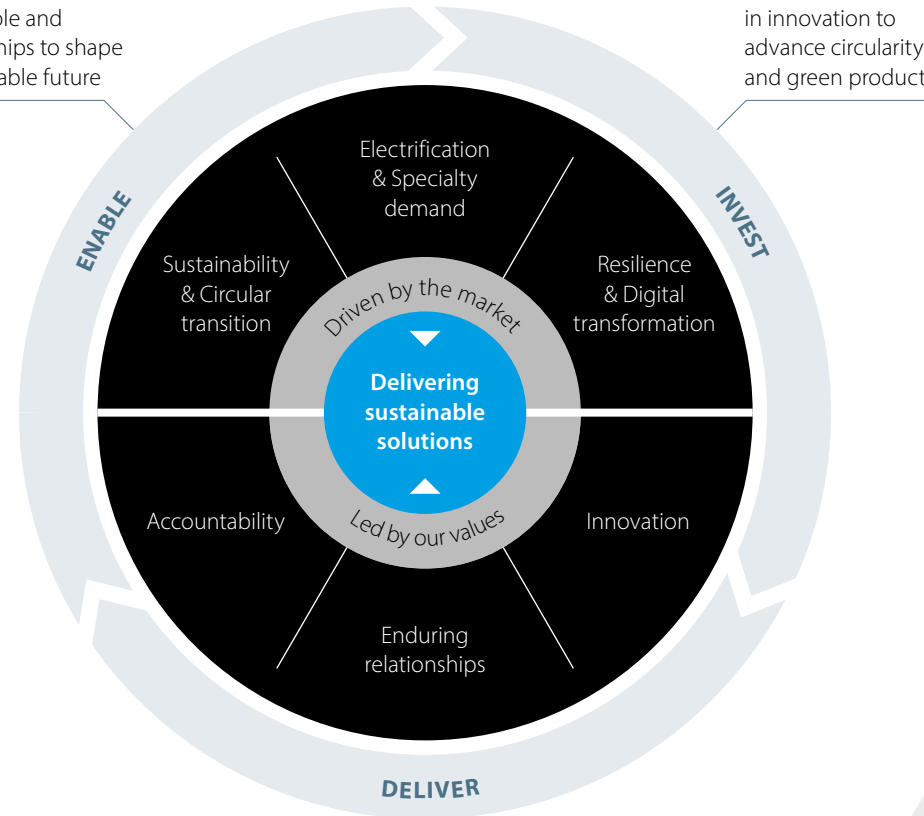 in innovation to
hips to shape
advance circularity
able future
and green product
ENABLE
INVEST
Electrification
& Specialty
demand
Sustainability
& Circular
transition
Resilience
& Digital
transformation
Driven by the market
Delivering
sustainable
solutions
Led by our values
Accountability
Innovation
Enduring
relationships
DELIVER